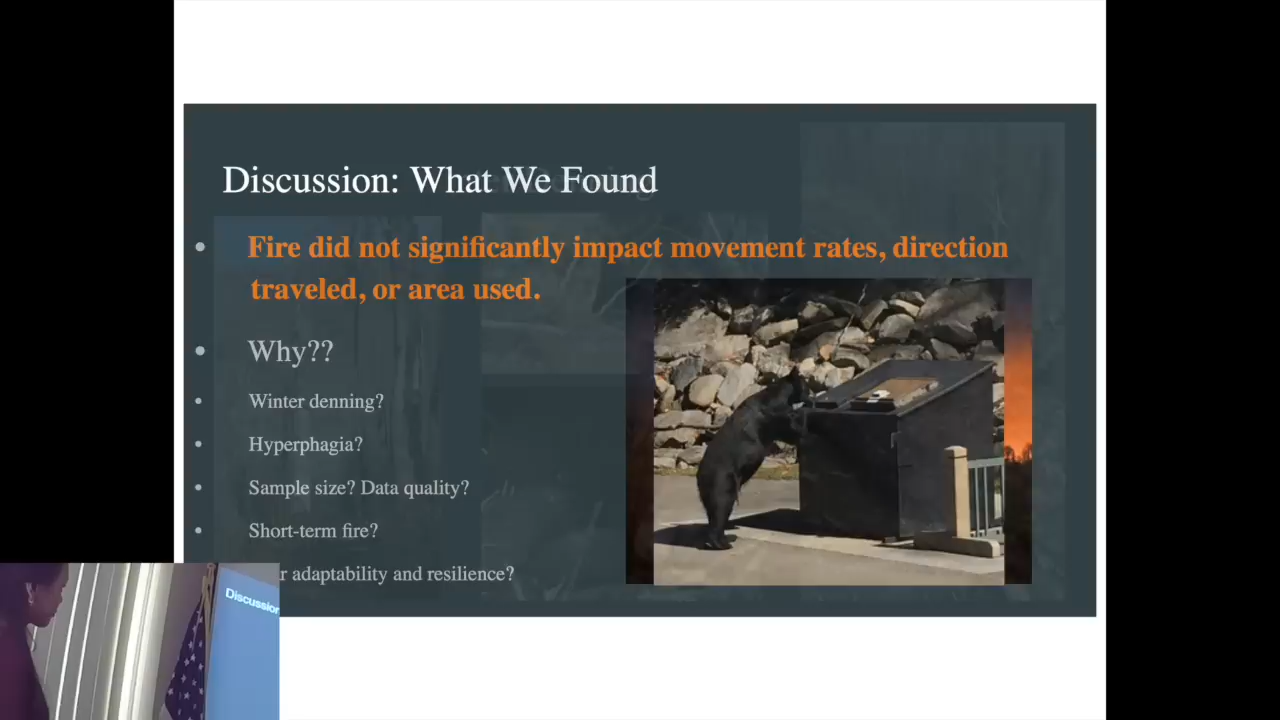 Discussion: What We Found
• Fire did not significantly impact movement rates, direction
traveled, or area used.
• Why??
• Winter denning?
• Hyperphagia?
• Sample size? Data quality?
• Short-term fire?
adaptability and resilience?
Discussion